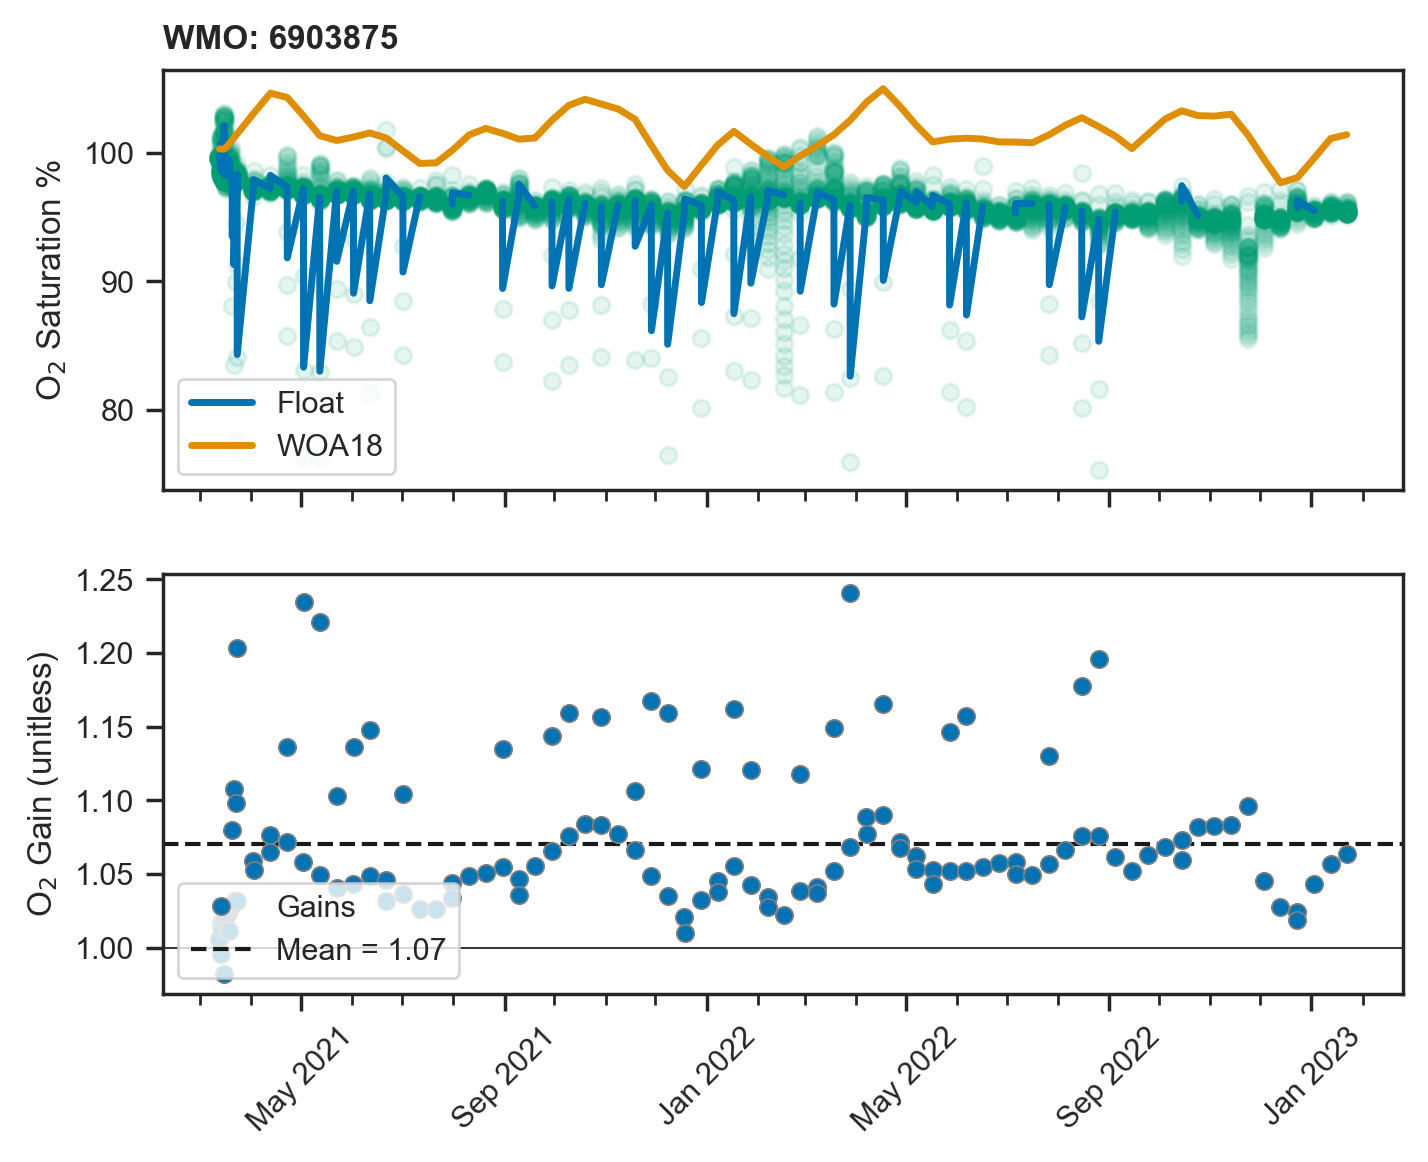 WMO: 6903875
O2 Saturation %
100
90
80
Float
WOA18
O2 Gain (unitless)
1.25
1.20
1.15
1.10
1.05
1.00
Gains
Mean = 1.07
May 2021
Sep 2021
Jan 2022
May 2022
Sep 2022
Jan 2023